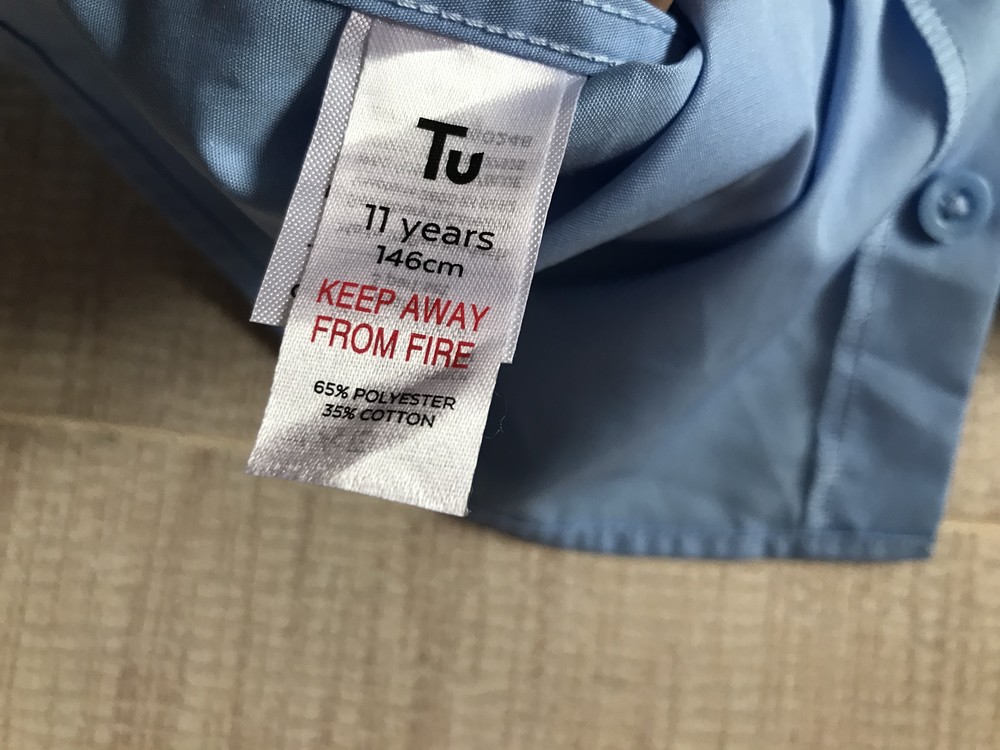 Tu
11 years
146cm
KEEP AWAY
FROM FIRE
65% POLYESTER
35% COTTON